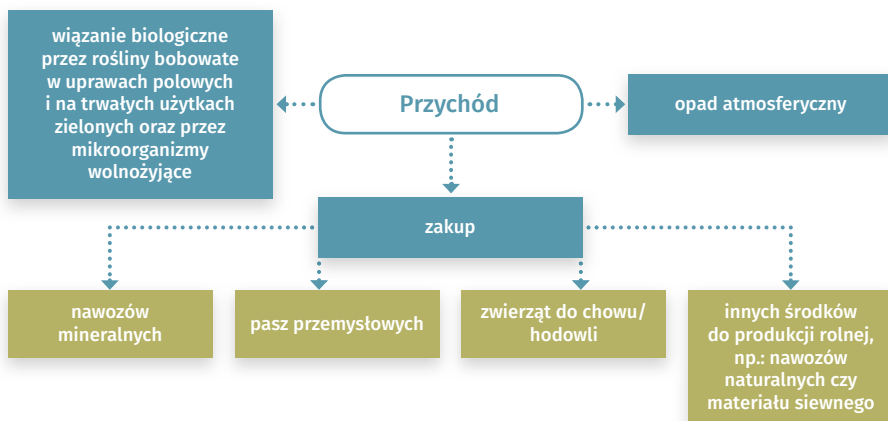 wiązanie biologiczne
przez rośliny bobowate
w uprawach polowych
i na trwałych użytkach
zielonych oraz przez
mikroorganizmy
wolnożyjące
Przychód
opad atmosferyczny
zakup
nawozów
mineralnych
pasz przemysłowych
zwierząt do chowu/
hodowli
innych środków
do produkcji rolnej,
np.: nawozów
naturalnych czy
materiału siewnego